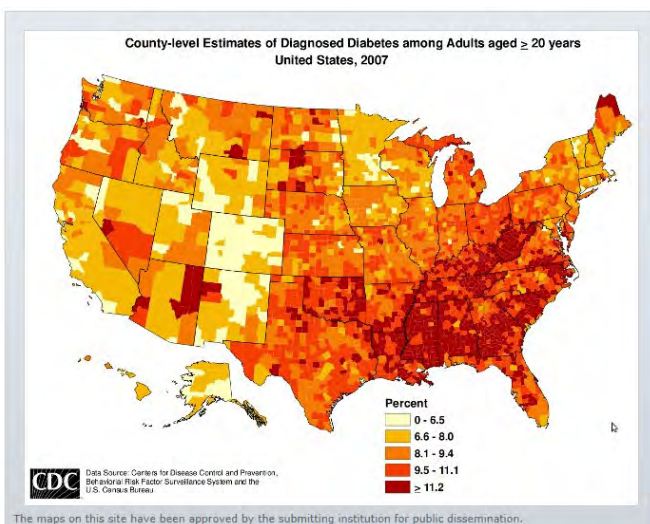 County-level Estimates of Diagnosed Diabetes among Adults aged ≥ 20 years
United States, 2007
Percent
0 - 6.5
6.6 - 8.0
8.1 - 9.4
9.5 - 11.1
≥ 11.2
CDC
Data Source: Centers for Disease Control and Prevention,
Behavioral Risk Factor Surveillance System and the
U.S. Census Bureau
The maps on this site have been approved by the submitting institution for public dissemination.